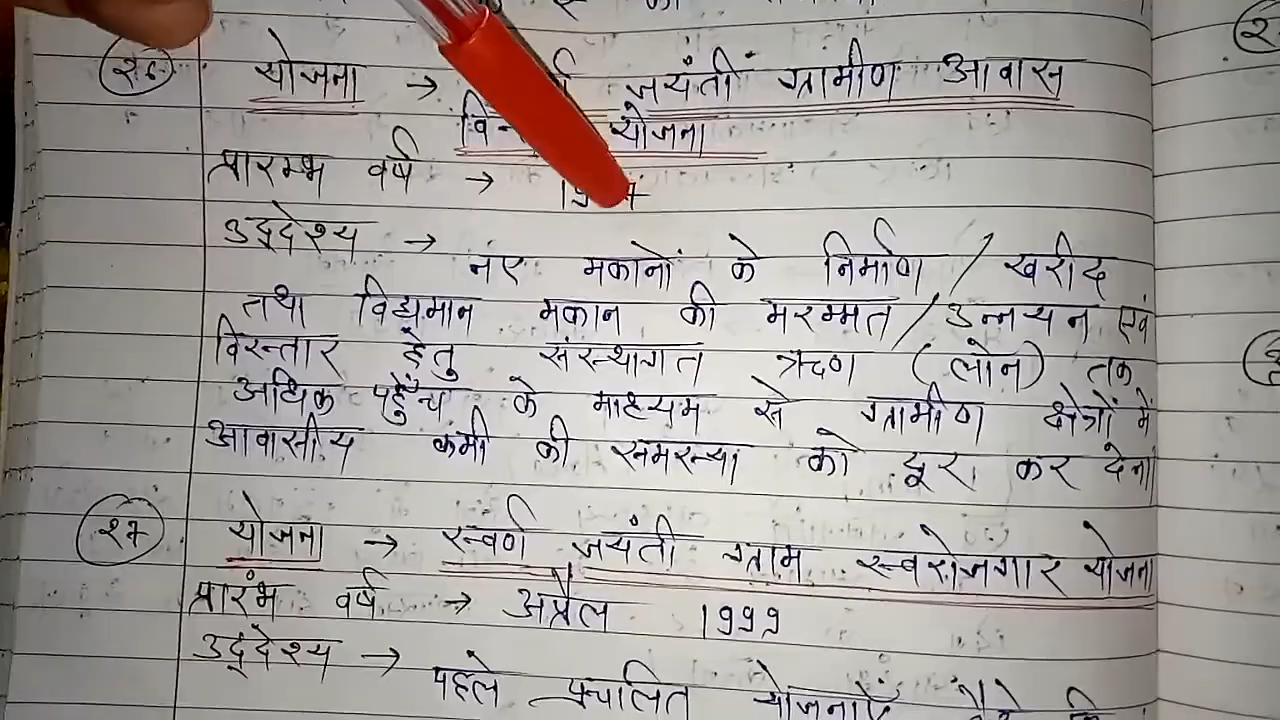 २६ योजना → जयंती ग्रामीण आवास
योजना
प्रारम्भ वर्ष →
उद्देश्य → नए मकानों के निर्माण / खरीद
तथा विद्यमान मकान की मरम्मत / उन्नयन एवं
विस्तार हेतु संस्थागत ऋण (लोन) तक
अधिक पहुँच के माध्यम से ग्रामीण क्षेत्रों में
आवासीय कमी की समस्या को दूर कर देना
२७ योजना → स्वर्ण जयंती ग्राम स्वरोजगार योजना
प्रारंभ वर्ष → अप्रैल 1999
उद्देश्य → पहले प्रचलित योजनाएँ